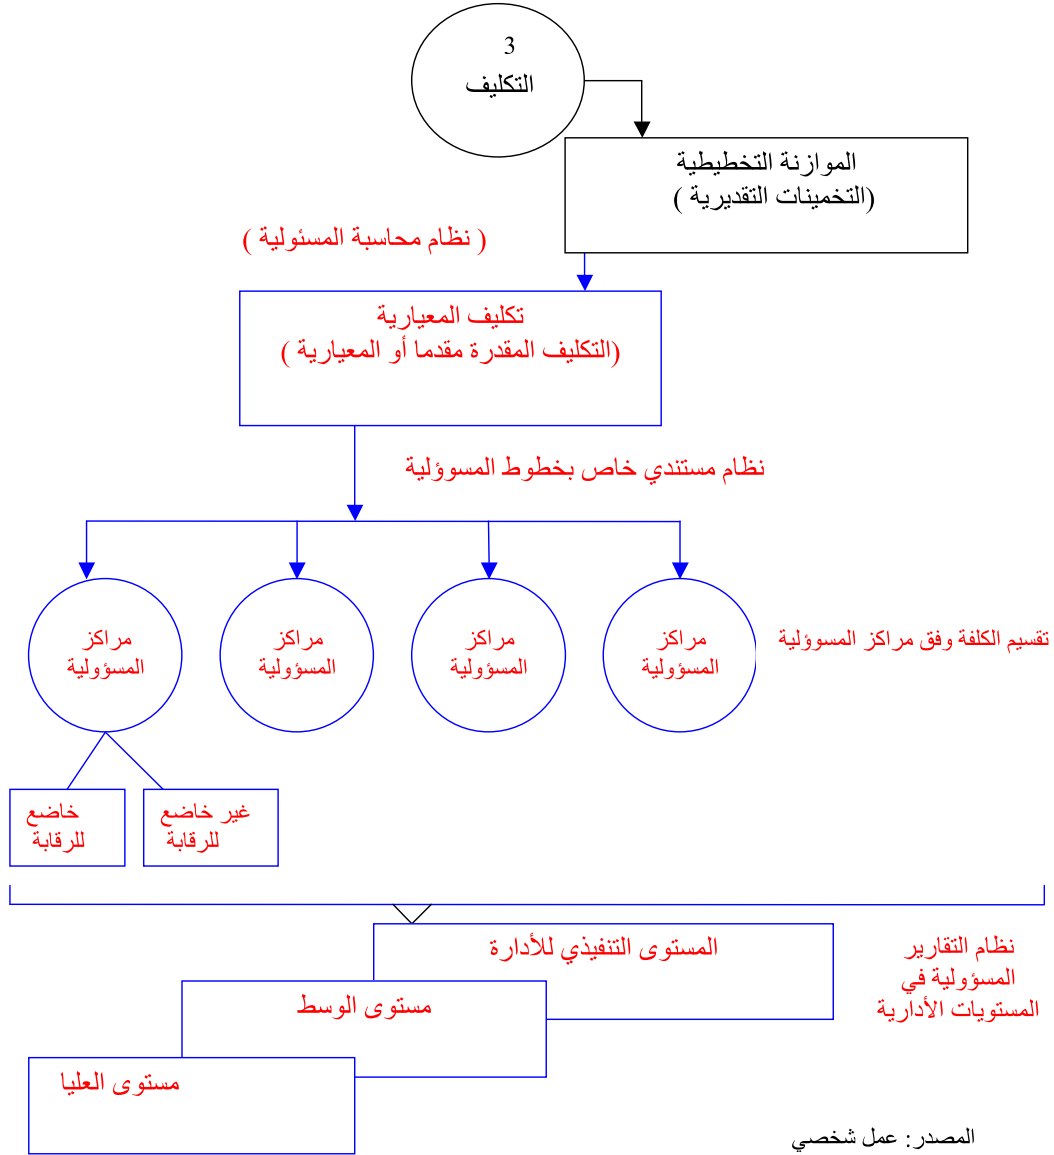 3
التكليف
الموازنة التخطيطية
(التخمينات التقديرية )
( نظام محاسبة المسئولية )
تكليف المعيارية
(التكليف المقدرة مقدما أو المعيارية )
نظام مستندي خاص بخطوط المسوؤلية
تقسيم الكلفة وفق مراكز المسوؤلية
مراكز
المسؤولية
مراكز
المسؤولية
مراكز
المسؤولية
مراكز
المسؤولية
غير خاضع
للرقابة
خاضع
للرقابة
المستوى التنفيذي للأدارة
نظام التقارير
المسؤولية في
المستويات الأدارية
مستوى الوسط
مستوى العليا
المصدر: عمل شخصي